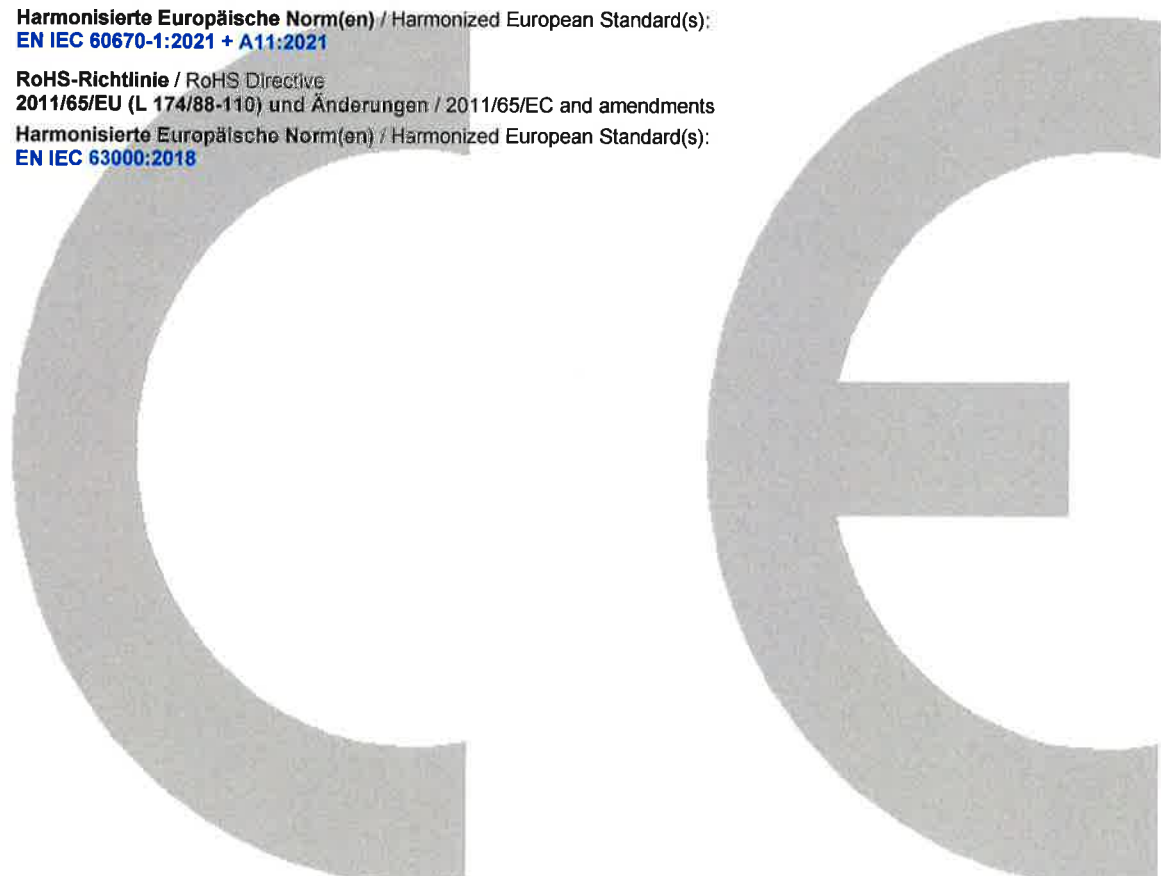 Harmonisierte Europäische Norm(en) / Harmonized European Standard(s):
EN IEC 60670-1:2021 + A11:2021
RoHS-Richtlinie / RoHS Directive
2011/65/EU (L 174/88-110) und Änderungen / 2011/65/EC and amendments
Harmonisierte Europäische Norm(en) / Harmonized European Standard(s):
EN IEC 63000:2018
CE